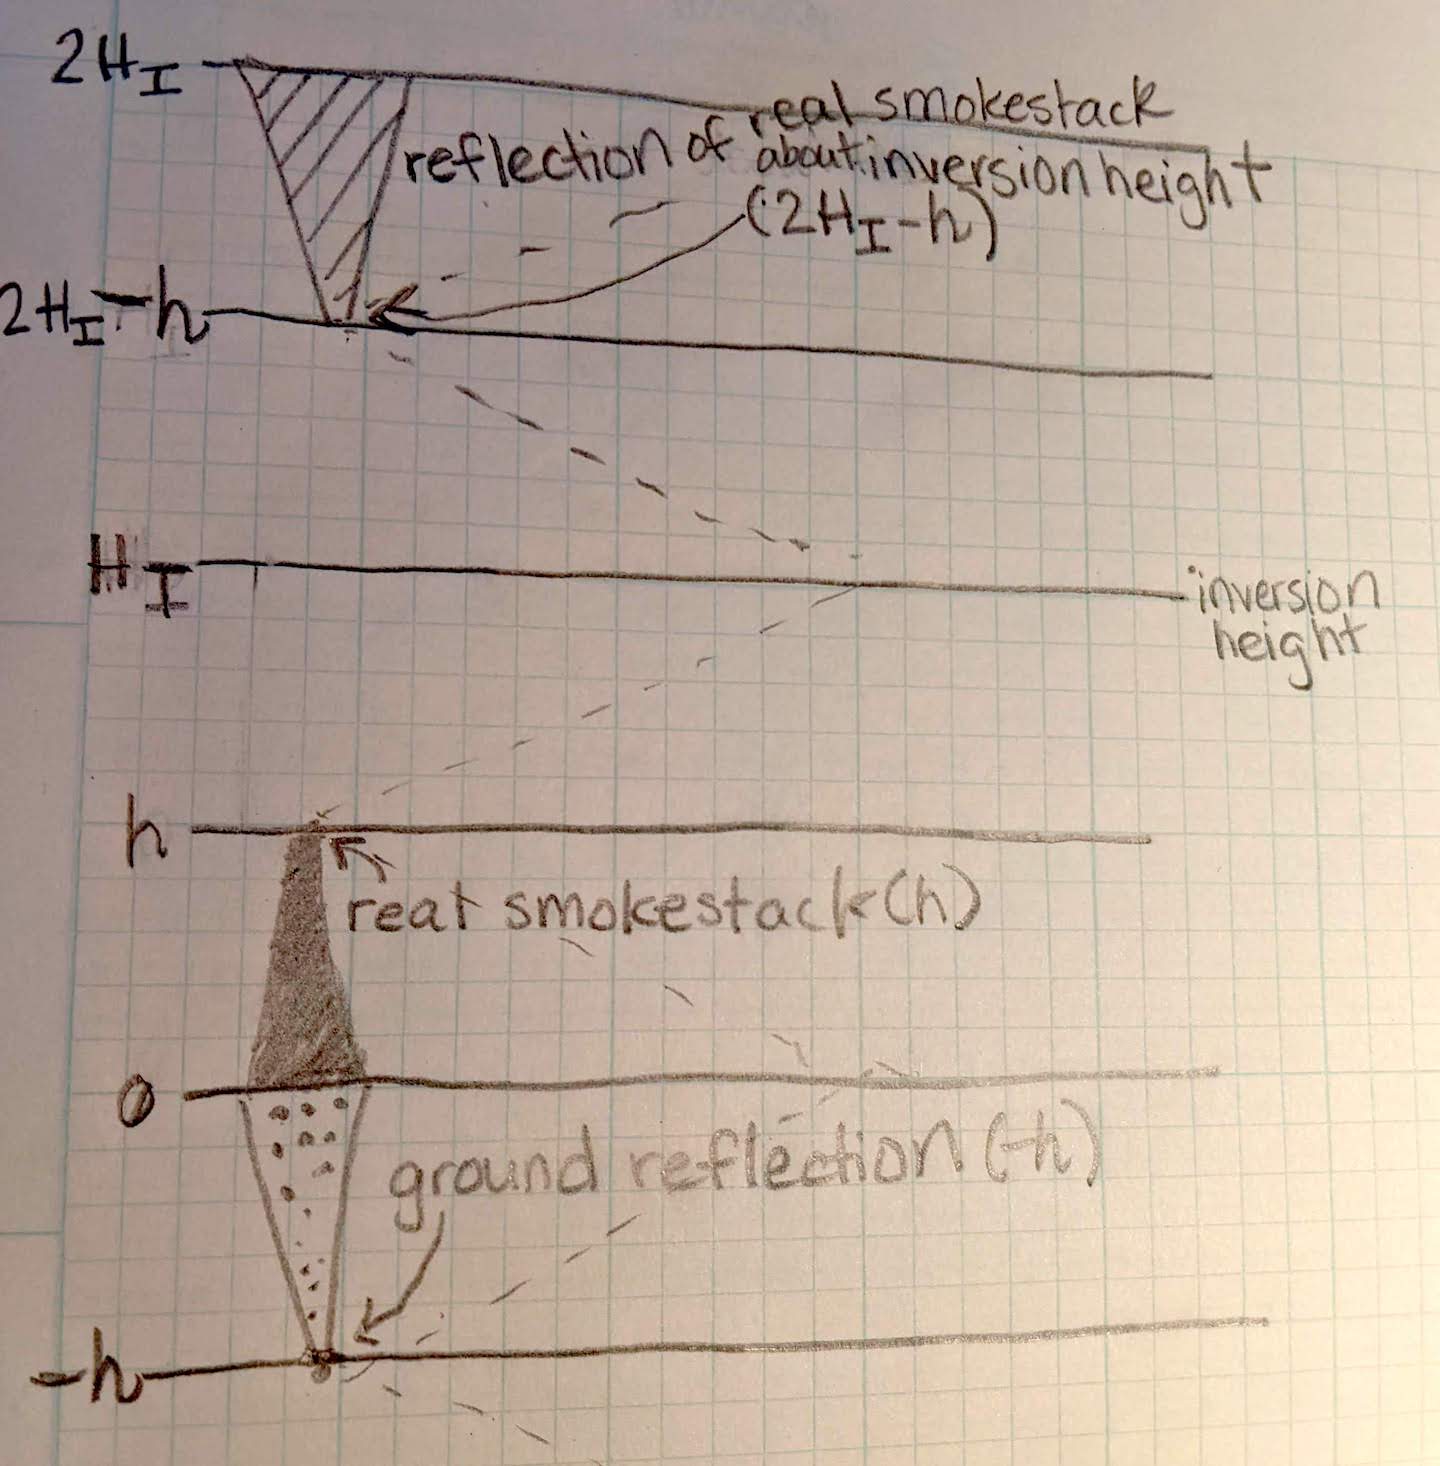 2H_I
real smokestack
reflection of about inversion height
(2H_I-h)
2H_I-h
H_I
inversion
height
h
real smokestack (h)
0
ground reflection (-h)
-h